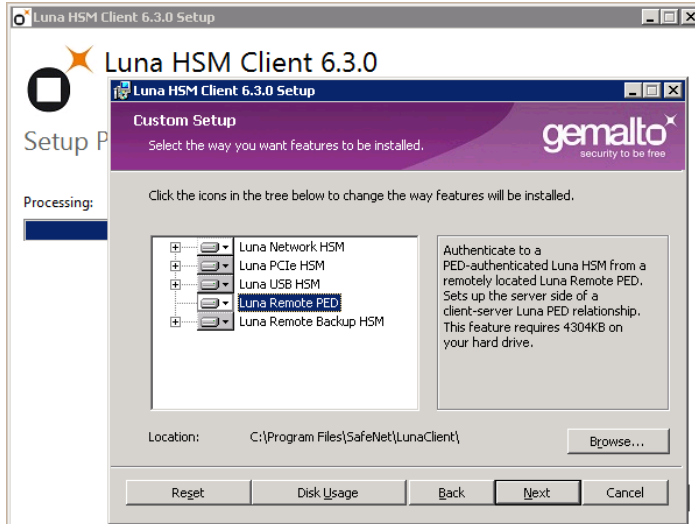 Luna HSM Client 6.3.0 Setup
Luna HSM Client 6.3.0
Setup P
Processing:
Luna HSM Client 6.3.0 Setup
Custom Setup
Select the way you want features to be installed.
gemalto
security to be free
Click the icons in the tree below to change the way features will be installed.
Luna Network HSM
Luna PCIe HSM
Luna USB HSM
Luna Remote PED
Luna Remote Backup HSM
Authenticate to a
PED-authenticated Luna HSM from a
remotely located Luna Remote PED.
Sets up the server side of a
client-server Luna PED relationship.
This feature requires 4304KB on
your hard drive.
Location: C:\Program Files\SafeNet\LunaClient\
Browse...
Reset Disk Usage Back Next Cancel